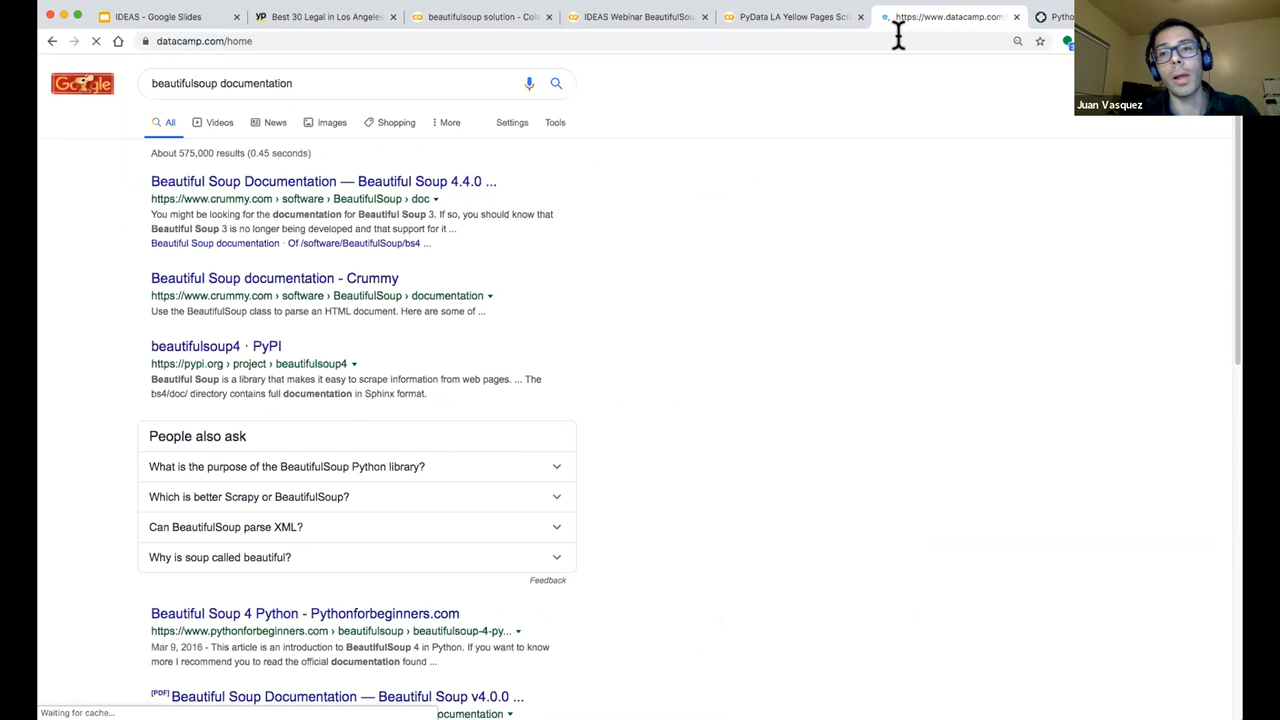 IDEAS - Google Slides
Best 30 Legal in Los Angeles
beautifulsoup solution - Cola
IDEAS Webinar BeautifulSou
PyData LA Yellow Pages Scr
https://www.datacamp.com/
Pytho
datacamp.com/home
Google
beautifulsoup documentation
All
Videos
News
Images
Shopping
More
Settings
Tools
About 575,000 results (0.45 seconds)
Beautiful Soup Documentation — Beautiful Soup 4.4.0 ...
https://www.crummy.com › software › BeautifulSoup › doc
You might be looking for the documentation for Beautiful Soup 3. If so, you should know that
Beautiful Soup 3 is no longer being developed and that support for it ...
Beautiful Soup documentation · Of /software/BeautifulSoup/bs4 ...
Beautiful Soup documentation - Crummy
https://www.crummy.com › software › BeautifulSoup › documentation
Use the BeautifulSoup class to parse an HTML document. Here are some of ...
beautifulsoup4 · PyPI
https://pypi.org › project › beautifulsoup4
Beautiful Soup is a library that makes it easy to scrape information from web pages. ... The
bs4/doc/ directory contains full documentation in Sphinx format.
People also ask
What is the purpose of the BeautifulSoup Python library?
Which is better Scrapy or BeautifulSoup?
Can BeautifulSoup parse XML?
Why is soup called beautiful?
Feedback
Beautiful Soup 4 Python - Pythonforbeginners.com
https://www.pythonforbeginners.com › beautifulsoup › beautifulsoup-4-py...
Mar 9, 2016 - This article is an introduction to BeautifulSoup 4 in Python. If you want to know
more I recommend you to read the official documentation found ...
[PDF] Beautiful Soup Documentation — Beautiful Soup v4.0.0 ...
ocumentation
Waiting for cache...
Juan Vasquez